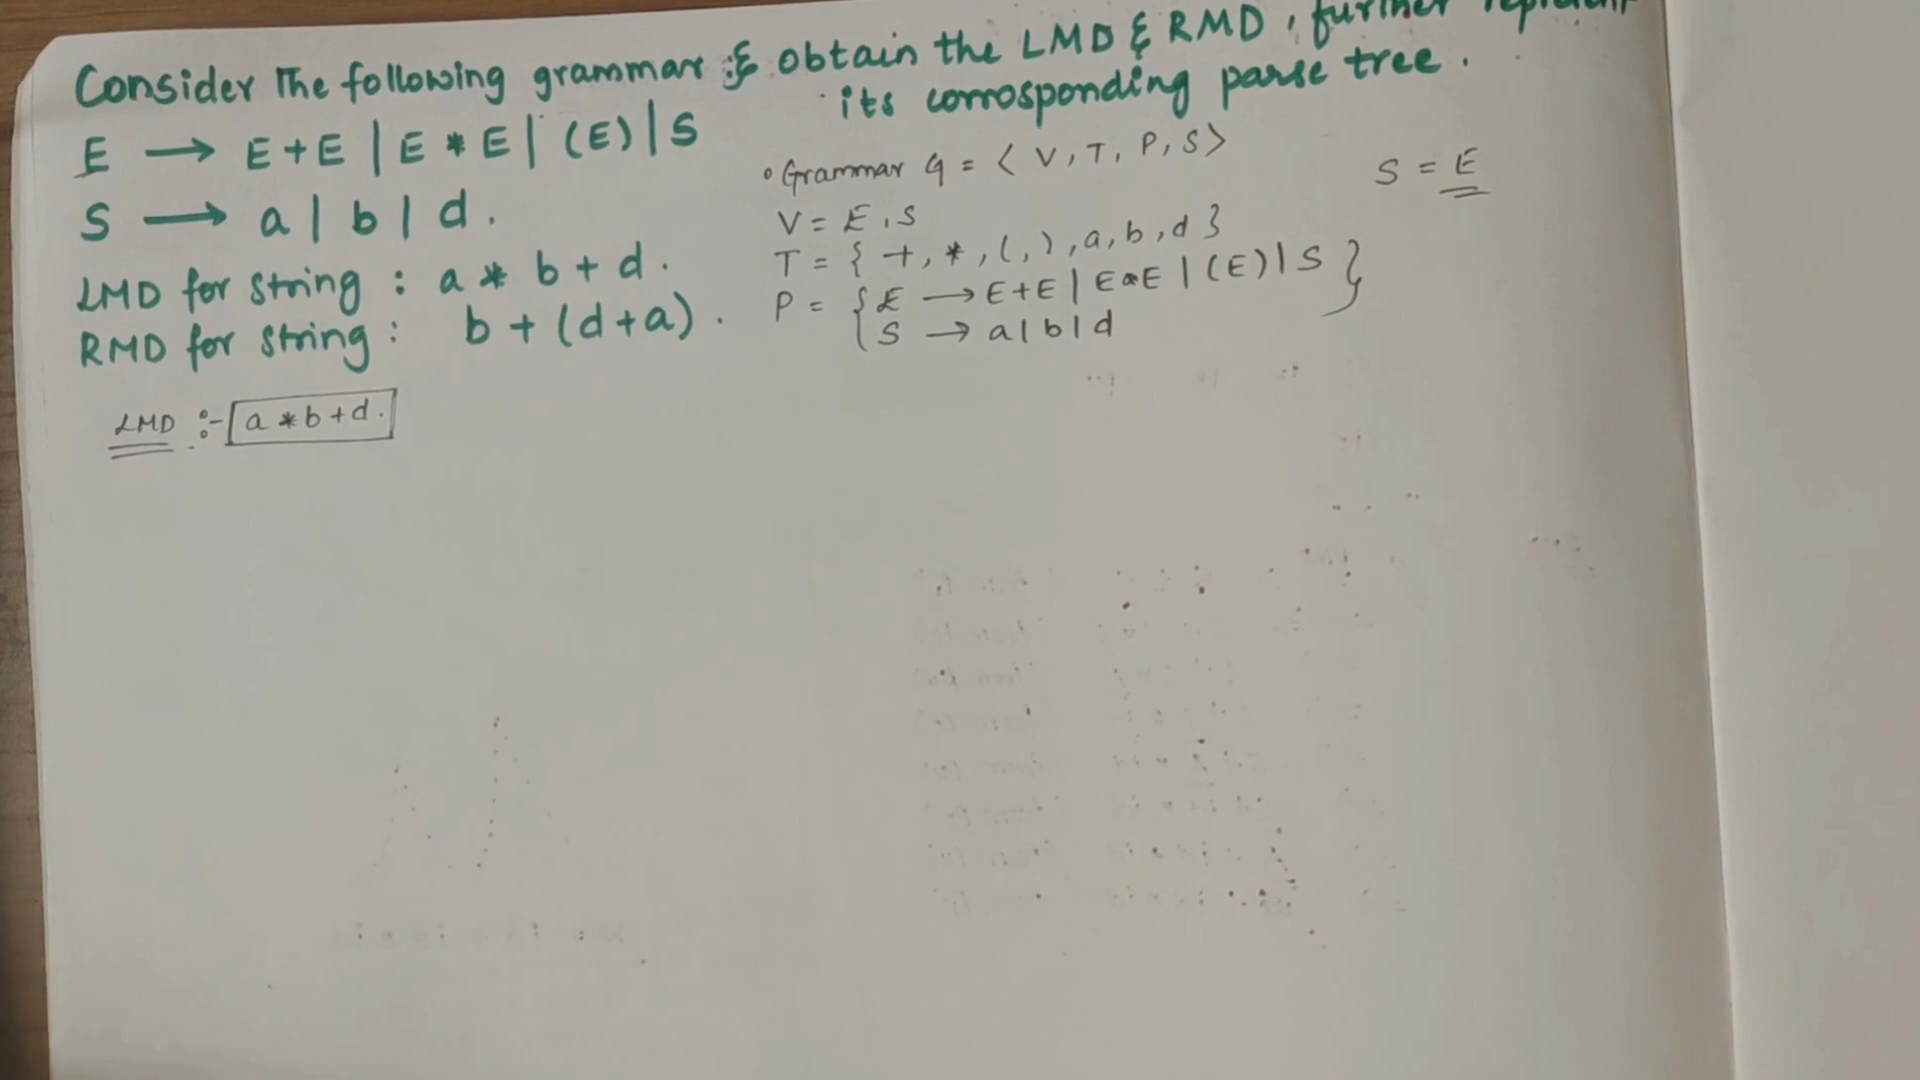 Consider The following grammar & obtain the LMD & RMD, further
its corrosponding parse tree.
E → E+E | E * E | (E) | S
S → a | b | d.
LMD for string : a * b + d.
RMD for string : b + (d+a).
Grammar G = < V, T, P, S >
S = E
V = E, S
T = { +, *, (, ), a, b, d }
P = { E → E+E | E*E | (E) | S }
S → a | b | d
LMD :- a * b + d.